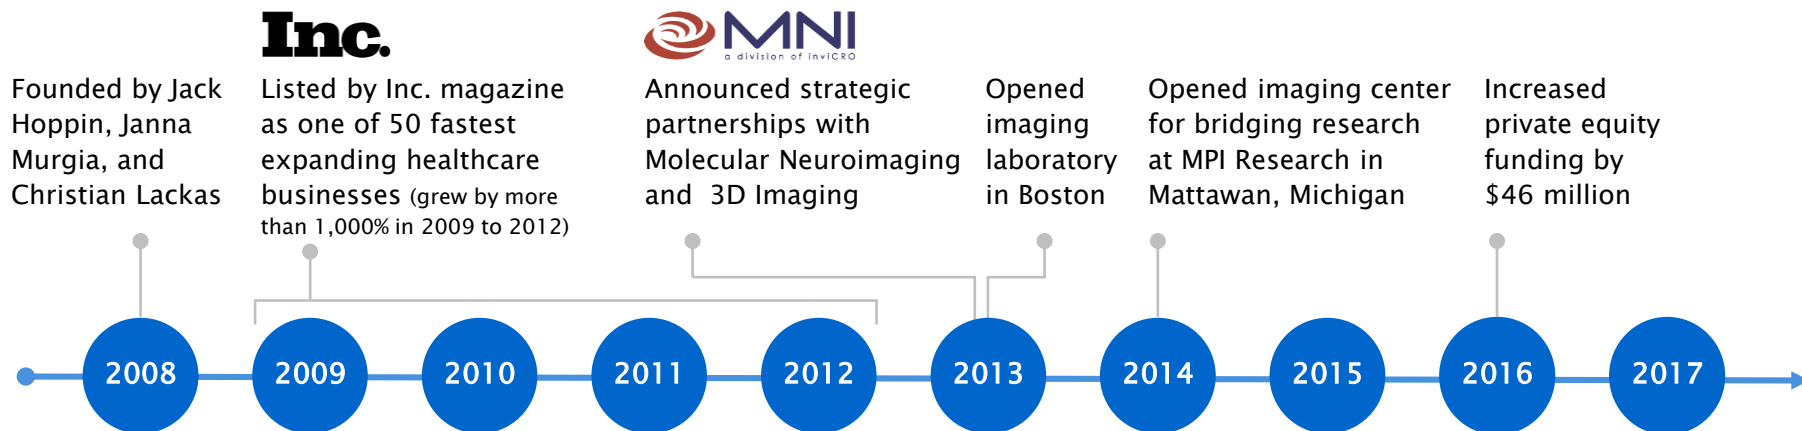 Inc.
MNI
a division of inviCRO
Founded by Jack
Hoppin, Janna
Murgia, and
Christian Lackas
Listed by Inc. magazine
as one of 50 fastest
expanding healthcare
businesses (grew by more
than 1,000% in 2009 to 2012)
Announced strategic
partnerships with
Molecular Neuroimaging
and 3D Imaging
Opened
imaging
laboratory
in Boston
Opened imaging center
for bridging research
at MPI Research in
Mattawan, Michigan
Increased
private equity
funding by
$46 million
2008
2009
2010
2011
2012
2013
2014
2015
2016
2017